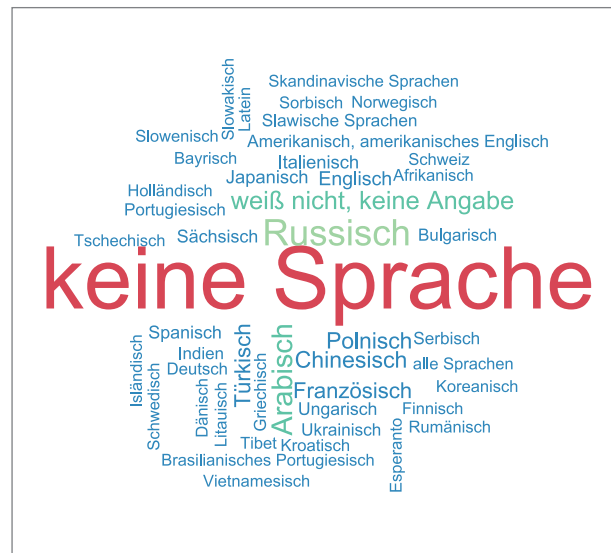 Slowakisch
Latein
Skandinavische Sprachen
Sorbisch
Norwegisch
Slawische Sprachen
Slowenisch
Amerikanisch, amerikanisches Englisch
Bayrisch
Italienisch
Schweiz
Japanisch
Englisch
Afrikanisch
Holländisch
weiß nicht, keine Angabe
Portugiesisch
Tschechisch
Sächsisch
Russisch
Bulgarisch
keine Sprache
Isländisch
Schwedisch
Spanisch
Indien
Deutsch
Dänisch
Litauisch
Türkisch
Griechisch
Arabisch
Polnisch
Serbisch
Chinesisch
alle Sprachen
Französisch
Koreanisch
Ungarisch
Finnisch
Ukrainisch
Rumänisch
Tibet
Kroatisch
Esperanto
Brasilianisches Portugiesisch
Vietnamesisch